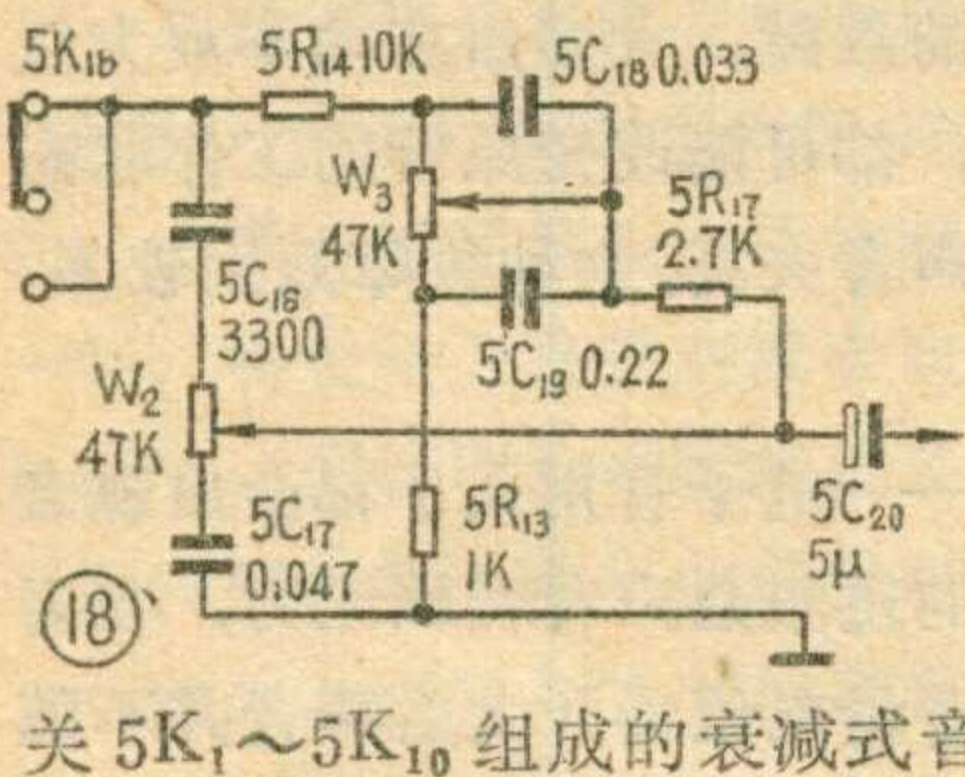 5K₁b
5R₁₄ 10K
5C₁₈ 0.033
W₃
47K
5R₁₇
2.7K
5C₁₆
3300
5C₁₉ 0.22
W₂
47K
5C₁₇
0.047
5R₁₃
1K
5C₂₀
5μ
18
关 5K₁～5K₁₀ 组成的衰减式音